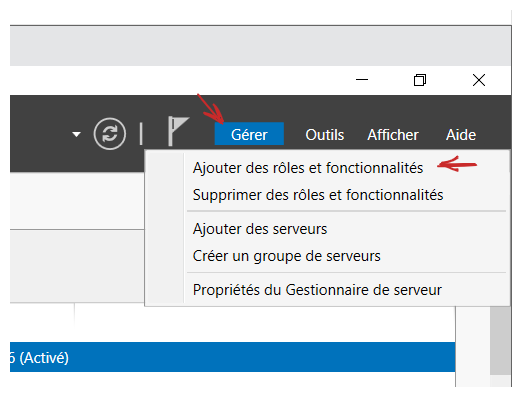 Gérer Outils Afficher Aide
Ajouter des rôles et fonctionnalités
Supprimer des rôles et fonctionnalités
Ajouter des serveurs
Créer un groupe de serveurs
Propriétés du Gestionnaire de serveur
6 (Activé)